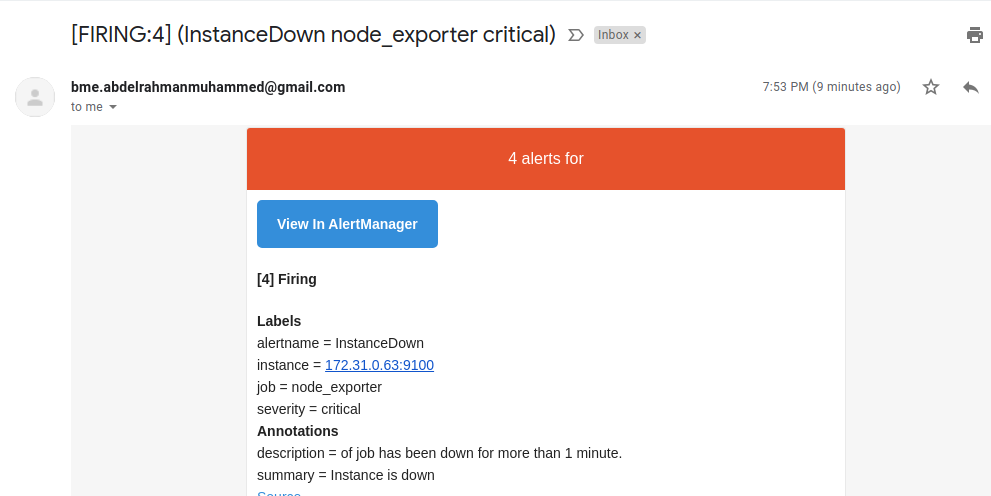 [FIRING:4] (InstanceDown node_exporter critical) Inbox ×
bme.abdelrahmanmuhammed@gmail.com 7:53 PM (9 minutes ago)
to me
4 alerts for
View In AlertManager
[4] Firing
Labels
alertname = InstanceDown
instance = 172.31.0.63:9100
job = node_exporter
severity = critical
Annotations
description = of job has been down for more than 1 minute.
summary = Instance is down
Source